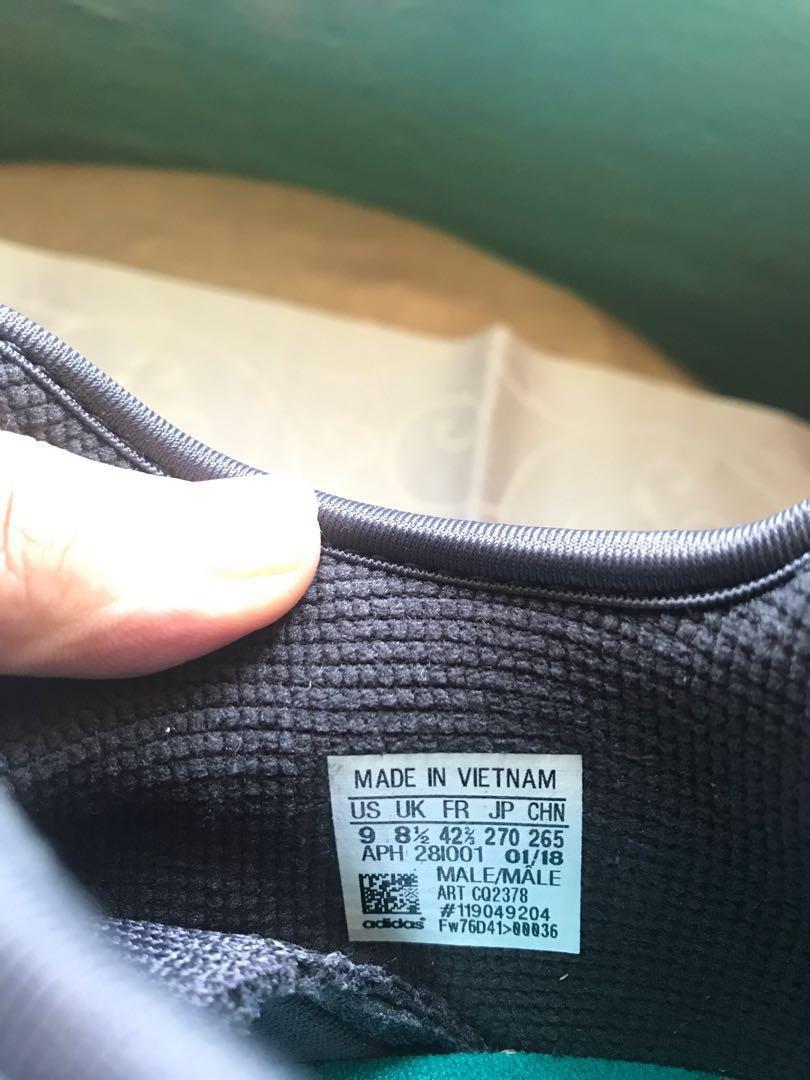 MADE IN VIETNAM
US UK FR JP CHN
9 8½ 42⅔ 270 265
APH 28I001 01/18
MALE/MÂLE
ART CQ2378
#119049204
adidas Fw76D41>00036